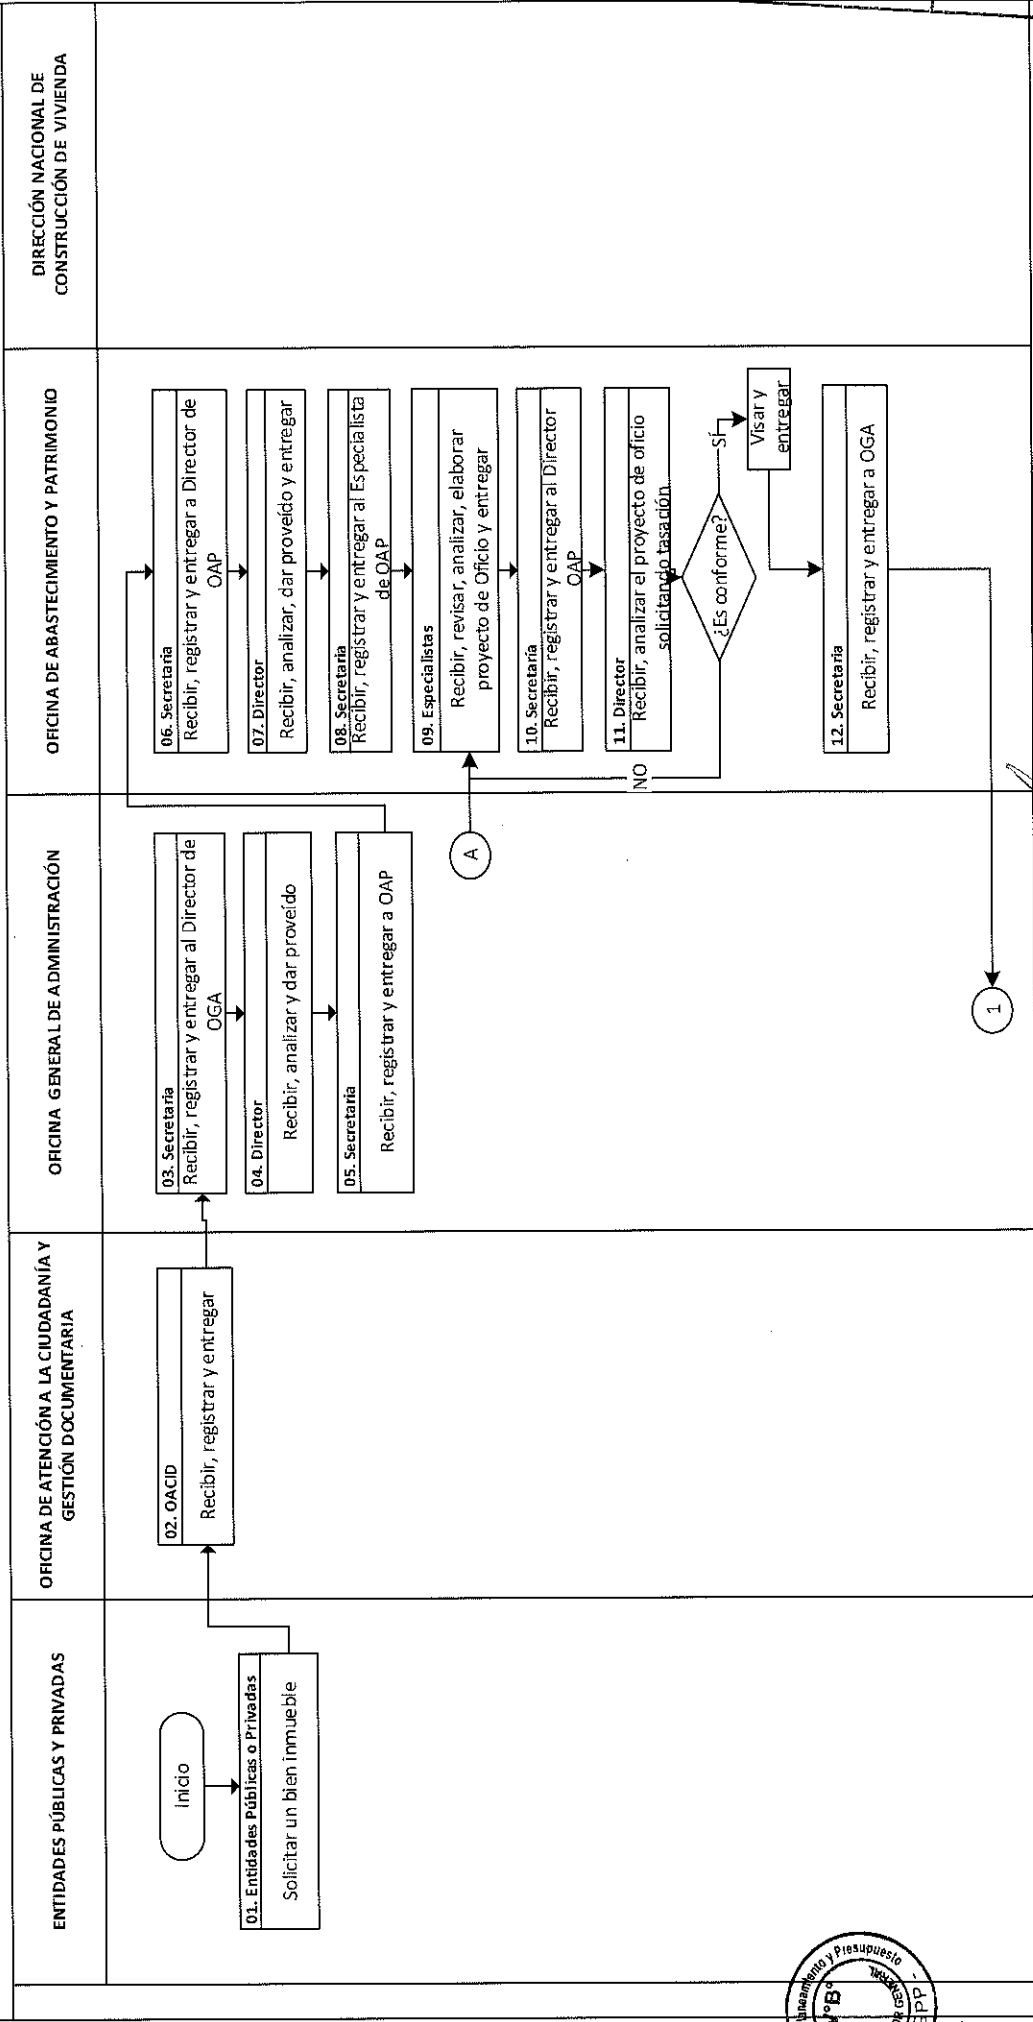 ENTIDADES PÚBLICAS Y PRIVADAS
OFICINA DE ATENCIÓN A LA CIUDADANÍA Y
GESTIÓN DOCUMENTARIA
OFICINA GENERAL DE ADMINISTRACIÓN
OFICINA DE ABASTECIMIENTO Y PATRIMONIO
DIRECCIÓN NACIONAL DE
CONSTRUCCIÓN DE VIVIENDA
Inicio
01. Entidades Públicas o Privadas
Solicitar un bien inmueble
02. OACID
Recibir, registrar y entregar
03. Secretaria
Recibir, registrar y entregar al Director de
OGA
04. Director
Recibir, analizar y dar proveído
05. Secretaria
Recibir, registrar y entregar a OAP
06. Secretaria
Recibir, registrar y entregar a Director de
OAP
07. Director
Recibir, analizar, dar proveído y entregar
08. Secretaria
Recibir, registrar y entregar al Especialista
de OAP
09. Especialistas
Recibir, revisar, analizar, elaborar
proyecto de Oficio y entregar
A
10. Secretaría
Recibir, registrar y entregar al Director
OAP
11. Director
Recibir, analizar el proyecto de oficio
solicitando tasación
¿Es conforme?
NO
SÍ
Visar y
entregar
12. Secretaria
Recibir, registrar y entregar a OGA
1
y Presupuesto
V°B°
GENERAL